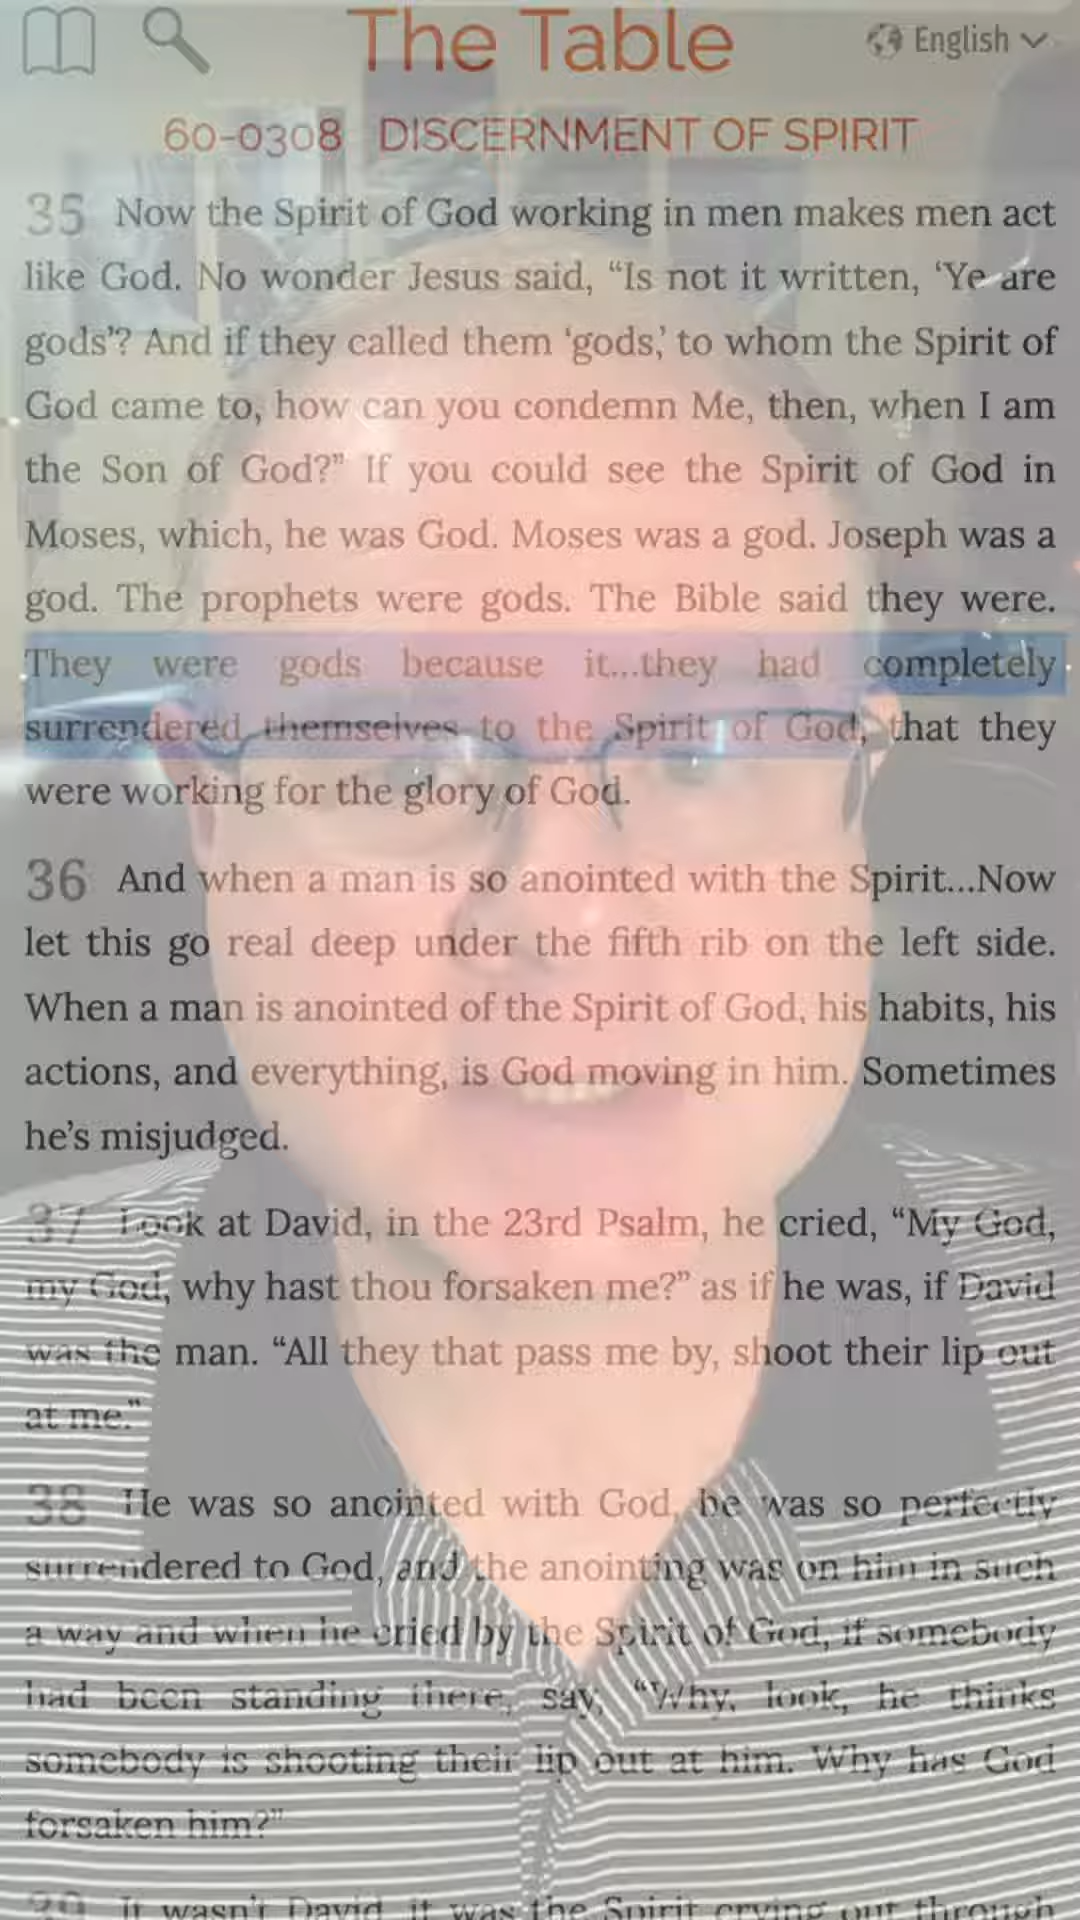 The Table
English
60-0308 DISCERNMENT OF SPIRIT
35 Now the Spirit of God working in men makes men act
like God. No wonder Jesus said, “Is not it written, ‘Ye are
gods’? And if they called them ‘gods,’ to whom the Spirit of
God came to, how can you condemn Me, then, when I am
the Son of God?” If you could see the Spirit of God in
Moses, which, he was God. Moses was a god. Joseph was a
god. The prophets were gods. The Bible said they were.
They were gods because it...they had completely
surrendered themselves to the Spirit of God, that they
were working for the glory of God.
36 And when a man is so anointed with the Spirit...Now
let this go real deep under the fifth rib on the left side.
When a man is anointed of the Spirit of God, his habits, his
actions, and everything, is God moving in him. Sometimes
he’s misjudged.
37 Look at David, in the 23rd Psalm, he cried, “My God,
my God, why hast thou forsaken me?” as if he was, if David
was the man. “All they that pass me by, shoot their lip out
at me.”
38 He was so anointed with God, he was so perfectly
surrendered to God, and the anointing was on him in such
a way and when he cried by the Spirit of God, if somebody
had been standing there, say, “Why, look, he thinks
somebody is shooting their lip out at him. Why has God
forsaken him?”
39 It wasn’t David, it was the Spirit crying out through